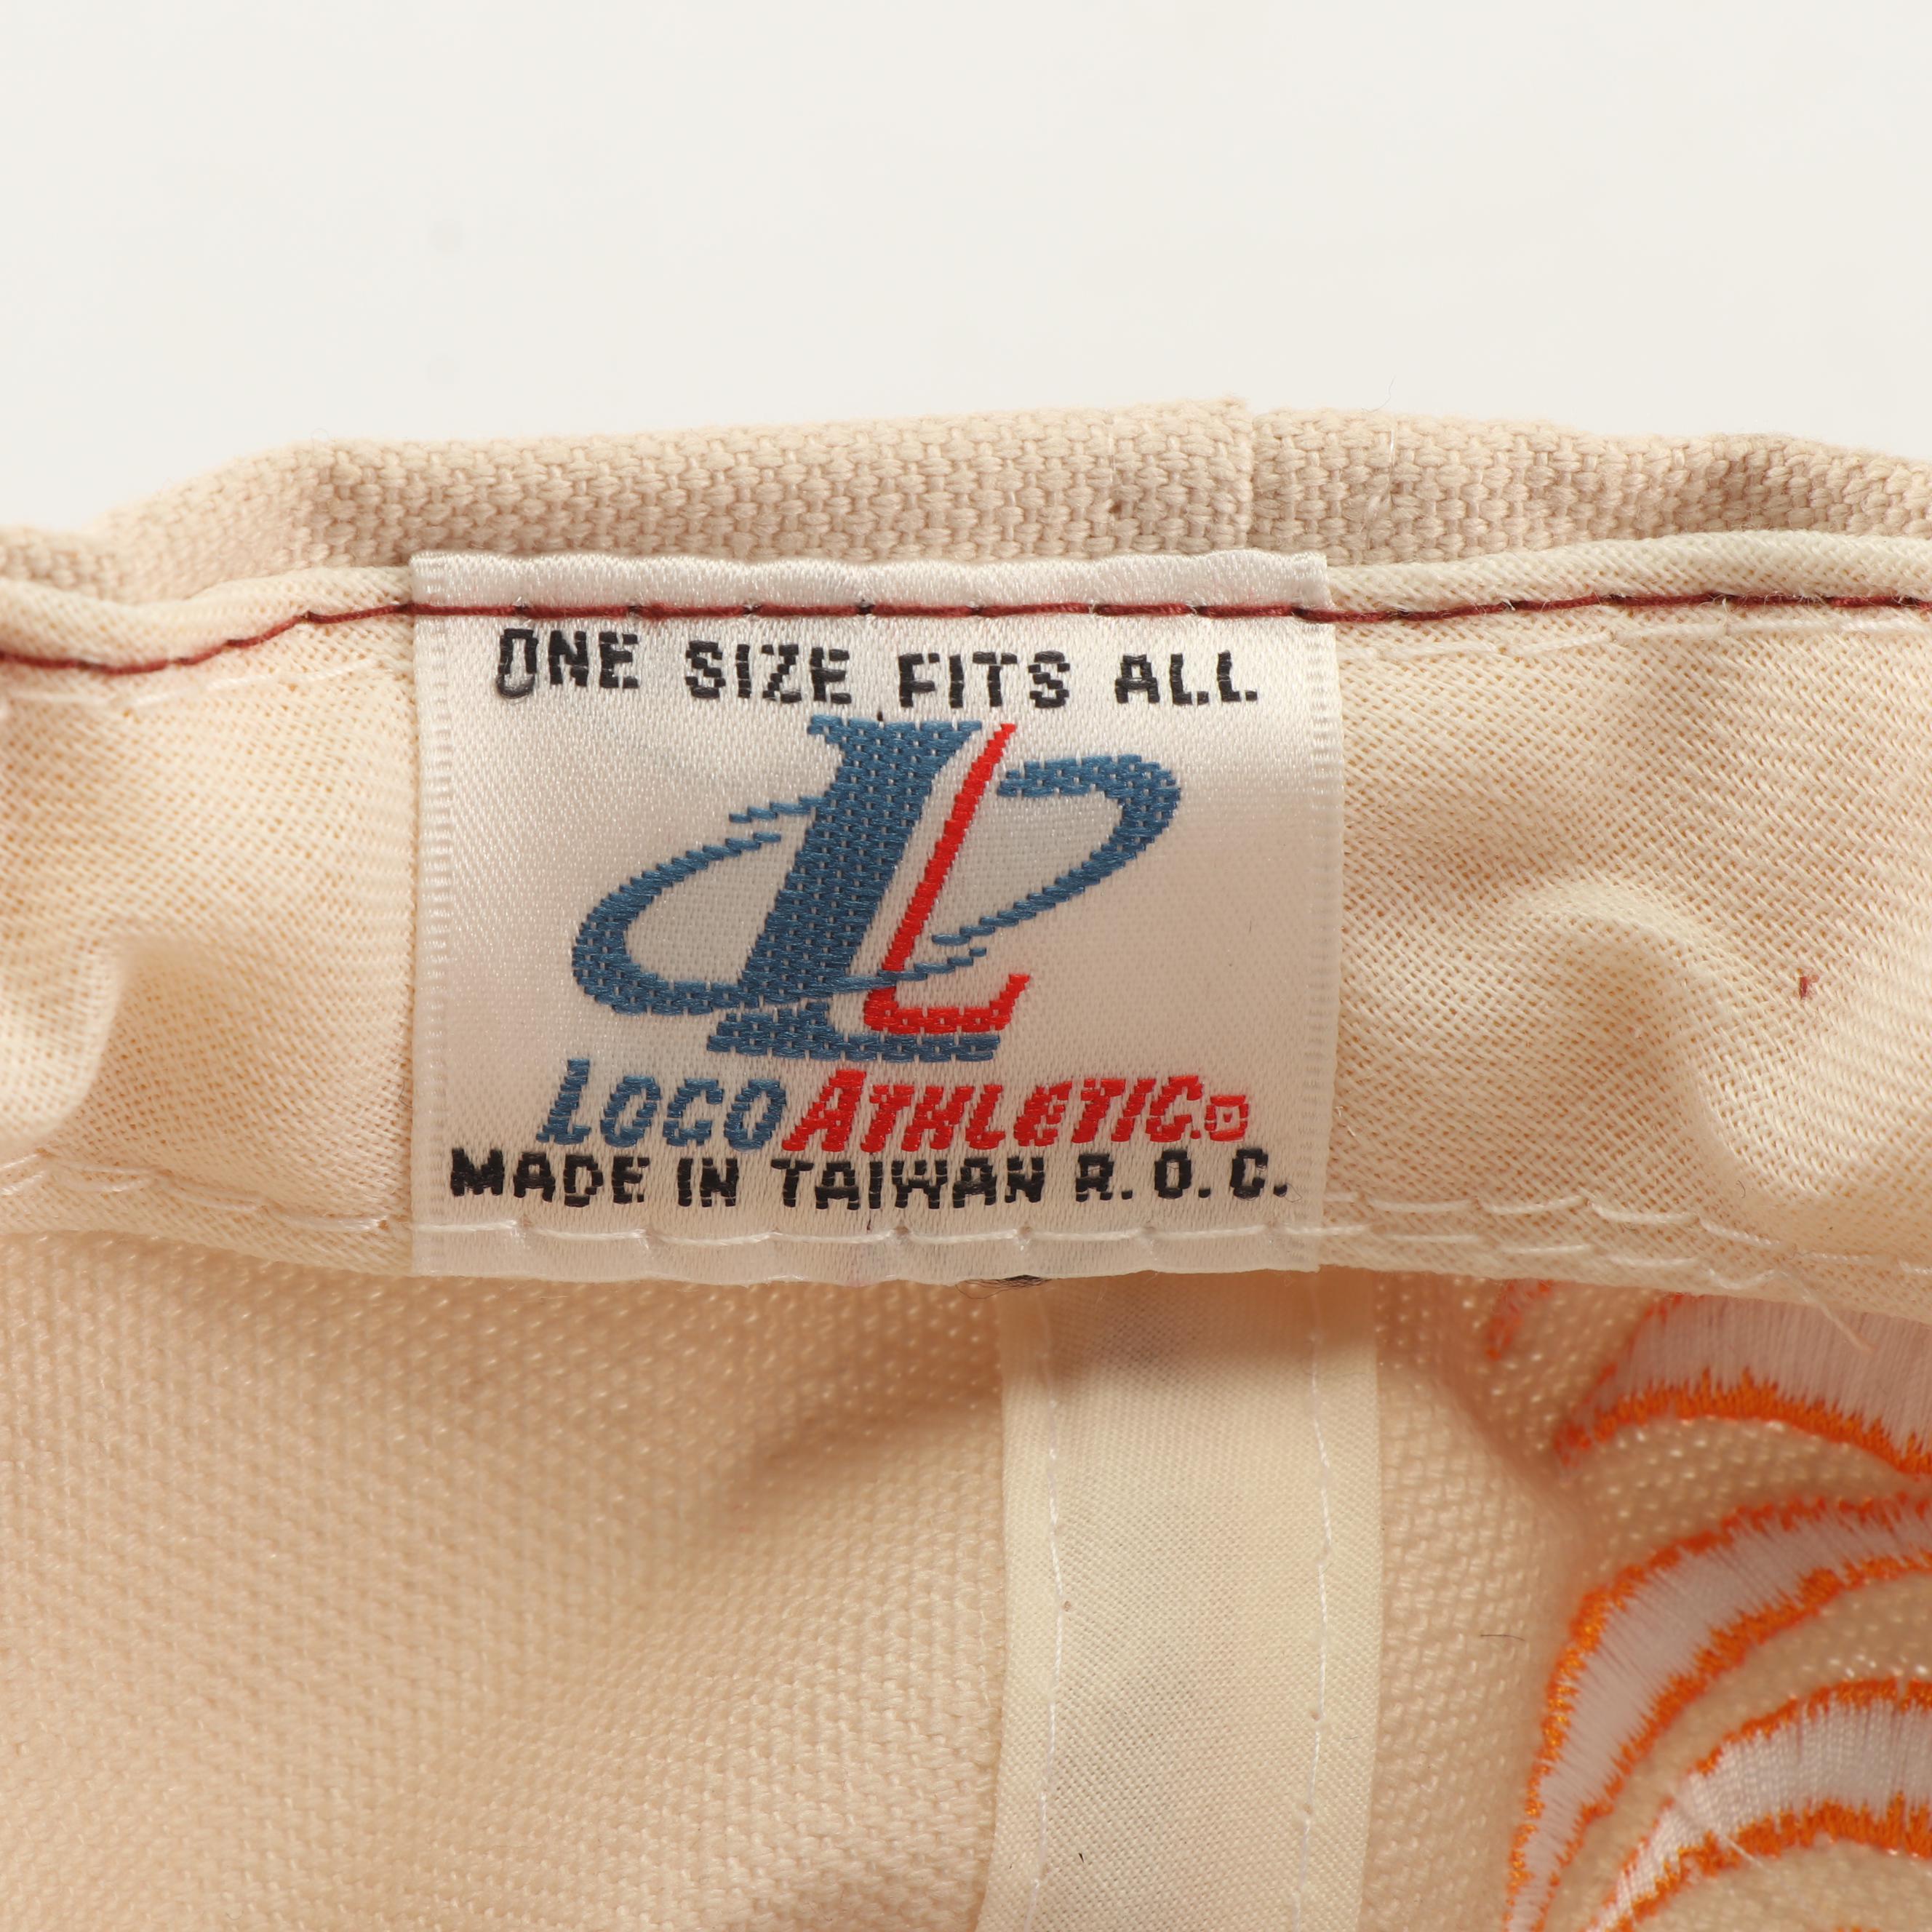 ONE SIZE FITS ALL
L
LOGO ATHLETIC®
MADE IN TAIWAN R.O.C.